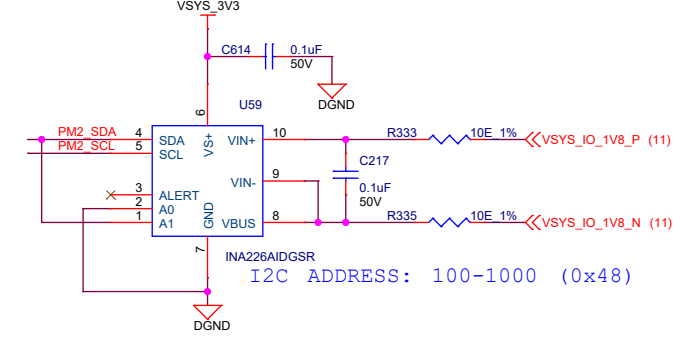 VSYS_3V3
C614
0.1uF
50V
DGND
U59
6
VS+
PM2_SDA
4
SDA
PM2_SCL
5
SCL
3
ALERT
2
A0
1
A1
GND
7
VIN+
10
VIN-
9
VBUS
8
R333
10E_1%
VSYS_IO_1V8_P (11)
C217
0.1uF
50V
R335
10E_1%
VSYS_IO_1V8_N (11)
INA226AIDGSR
I2C ADDRESS: 100-1000 (0x48)
DGND